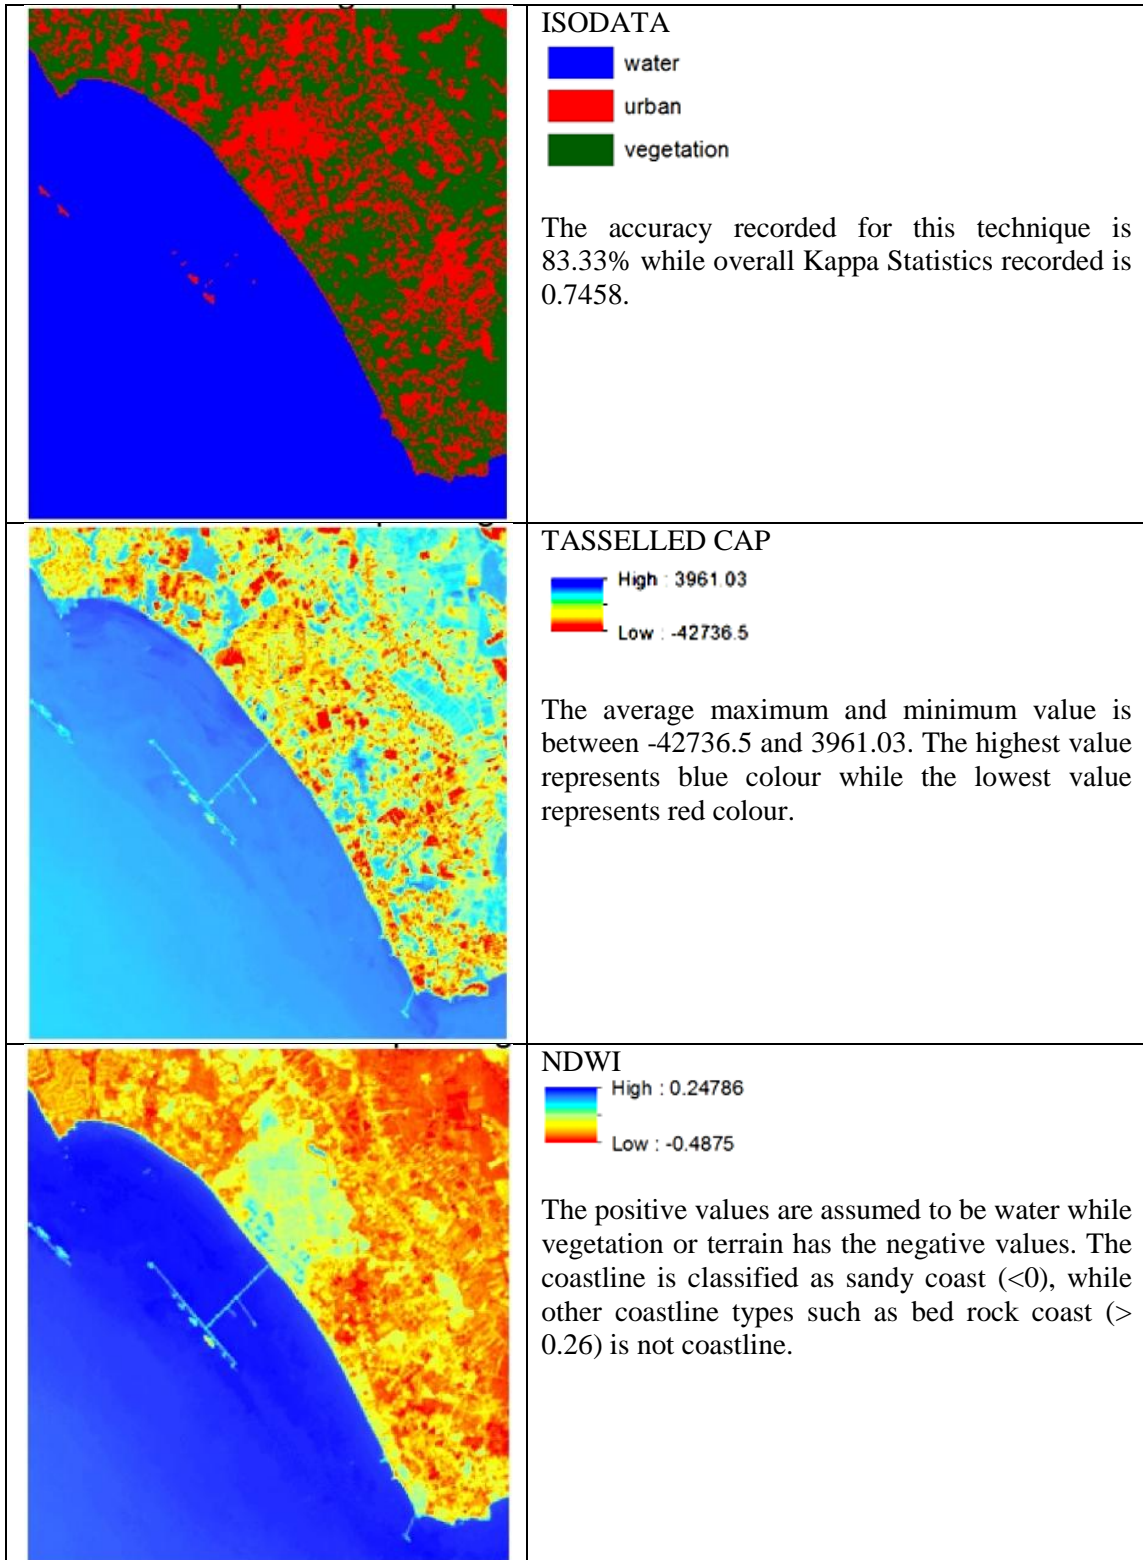 ISODATA
water
urban
vegetation
The accuracy recorded for this technique is
83.33% while overall Kappa Statistics recorded is
0.7458.
TASSELLED CAP
High : 3961.03
Low : -42736.5
The average maximum and minimum value is
between -42736.5 and 3961.03. The highest value
represents blue colour while the lowest value
represents red colour.
NDWI
High : 0.24786
Low : -0.4875
The positive values are assumed to be water while
vegetation or terrain has the negative values. The
coastline is classified as sandy coast (<0), while
other coastline types such as bed rock coast (>
0.26) is not coastline.